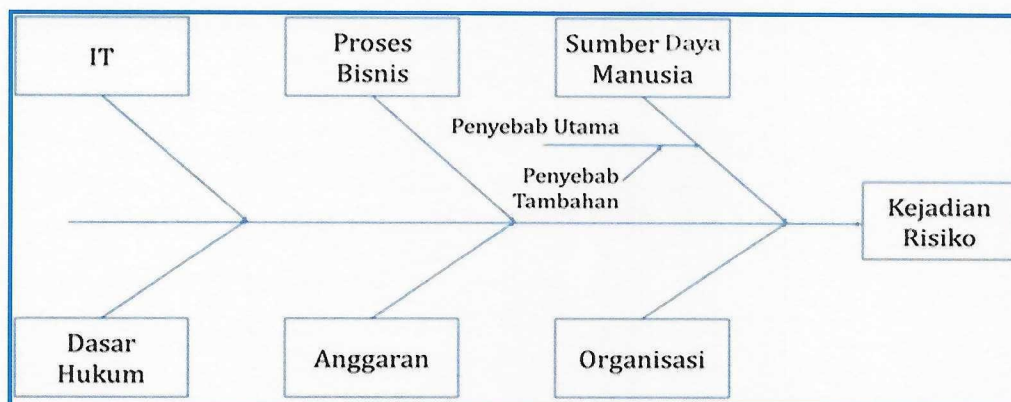 IT
Proses
Bisnis
Sumber Daya
Manusia
Penyebab Utama
Penyebab
Tambahan
Kejadian
Risiko
Dasar
Hukum
Anggaran
Organisasi